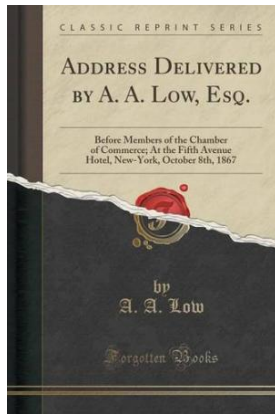 CLASSIC REPRINT SERIES
ADDRESS DELIVERED
BY A. A. LOW, ESQ.
Before Members of the Chamber
of Commerce; At the Fifth Avenue
Hotel, New-York, October 8th, 1867
by
A. A. Low
Forgotten Books